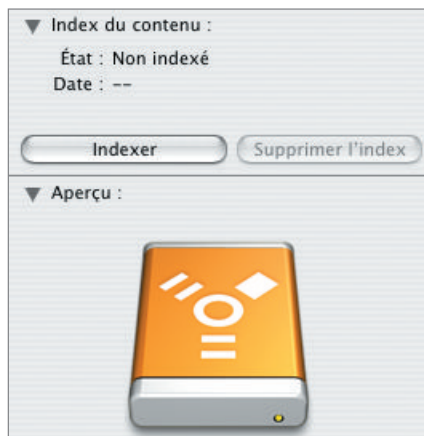 Index du contenu :
État : Non indexé
Date : --
Indexer
Supprimer l'index
Aperçu :